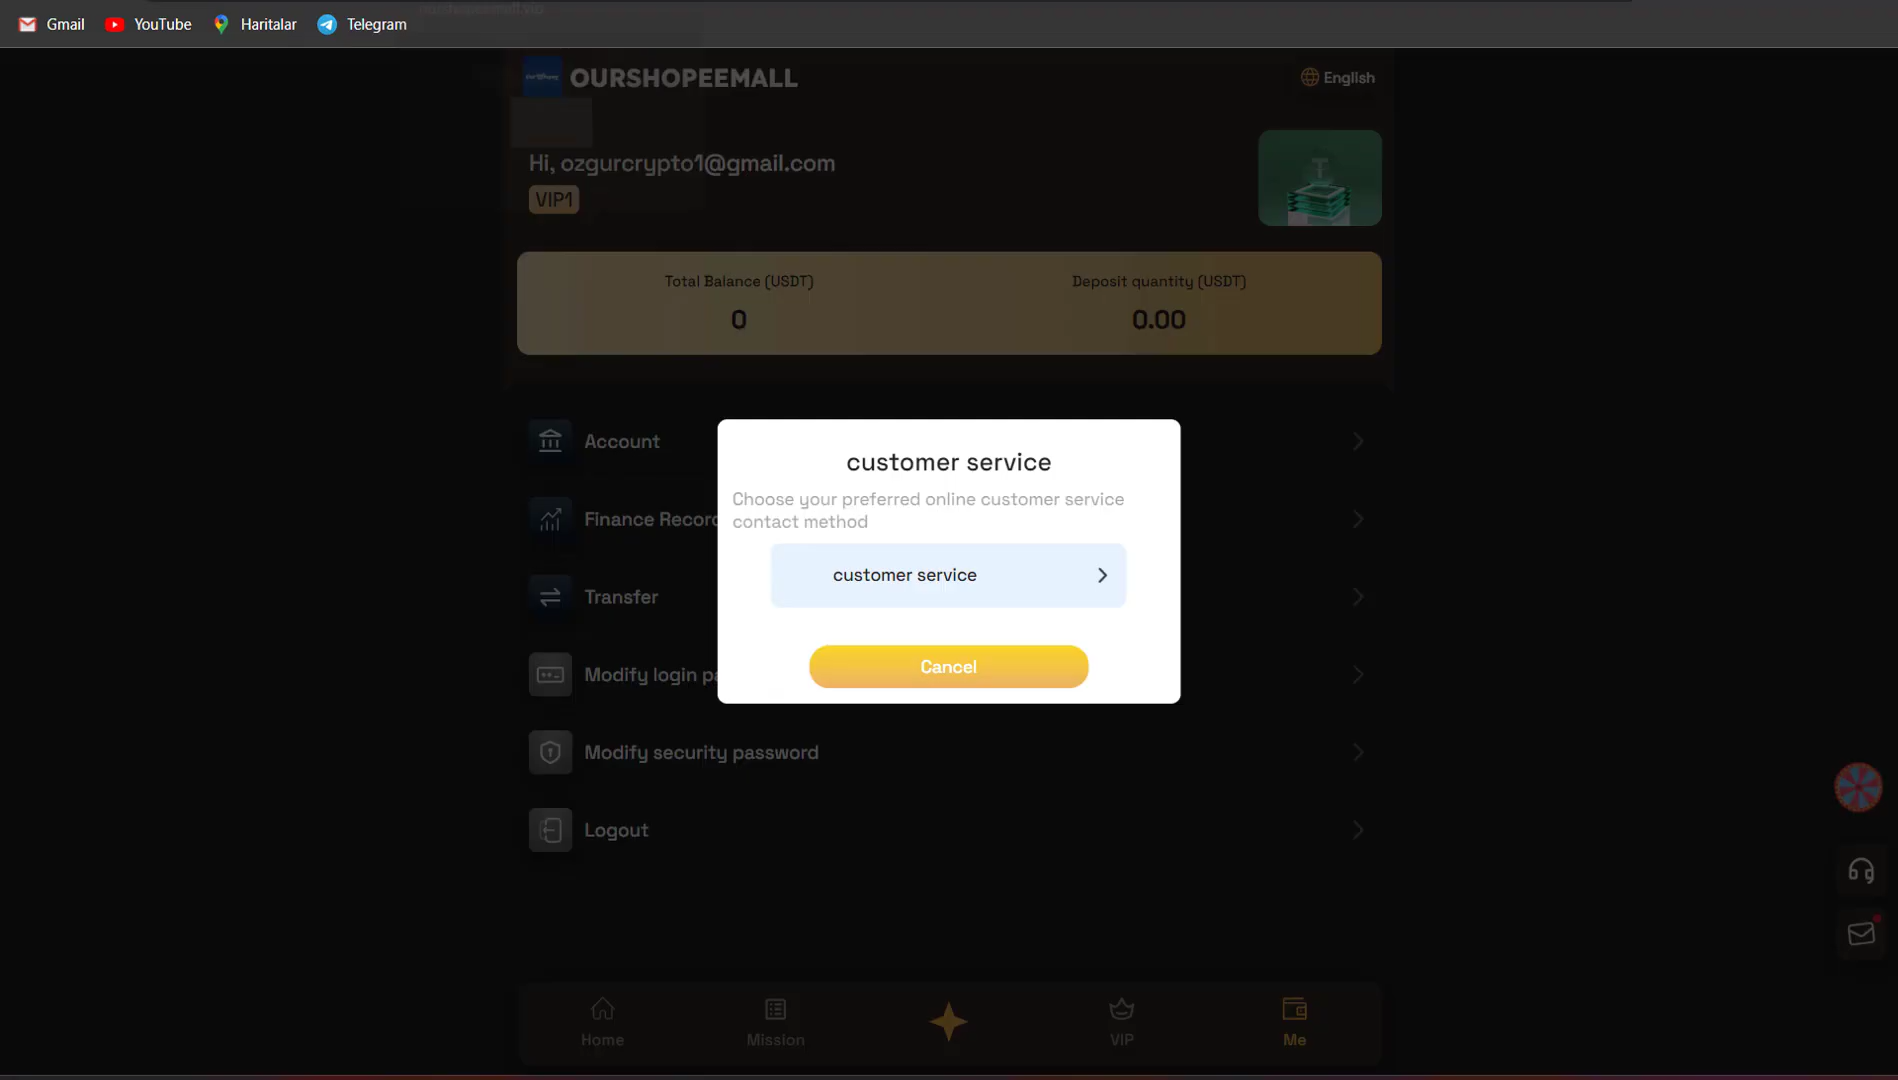 Gmail
YouTube
Haritalar
Telegram
OURSHOPEEMALL
English
Hi, ozgurcrypto1@gmail.com
VIP1
Total Balance (USDT)
0
Deposit quantity (USDT)
0.00
Account
Finance Recor
Transfer
Modify login pa
Modify security password
Logout
customer service
Choose your preferred online customer service
contact method
customer service
Cancel
Home
Mission
VIP
Me